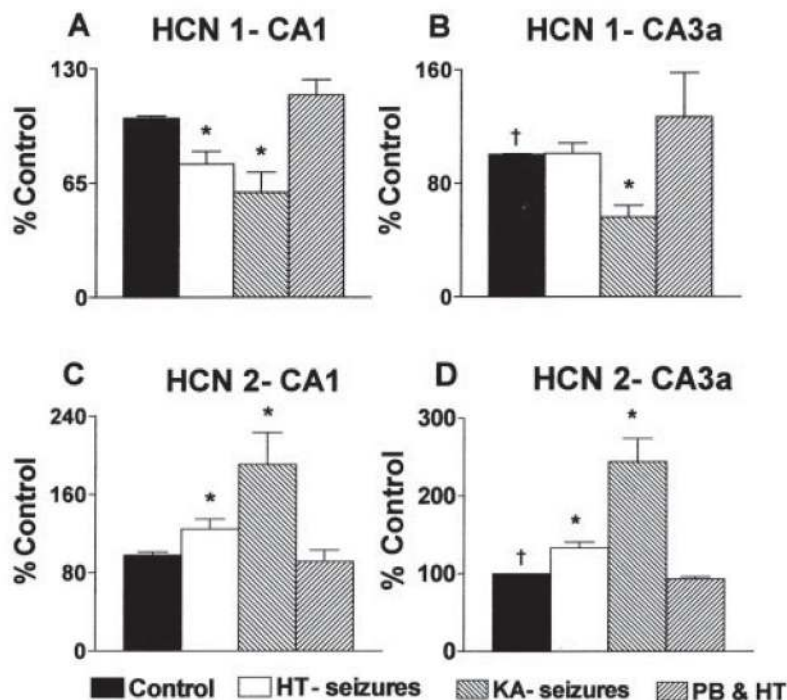 A HCN 1- CA1
B HCN 1- CA3a
130
*
*
65
0
% Control
160
†
*
80
0
% Control
C HCN 2- CA1
D HCN 2- CA3a
240
*
*
160
80
0
% Control
300
*
*
200
†
100
0
% Control
Control HT - seizures KA- seizures PB & HT